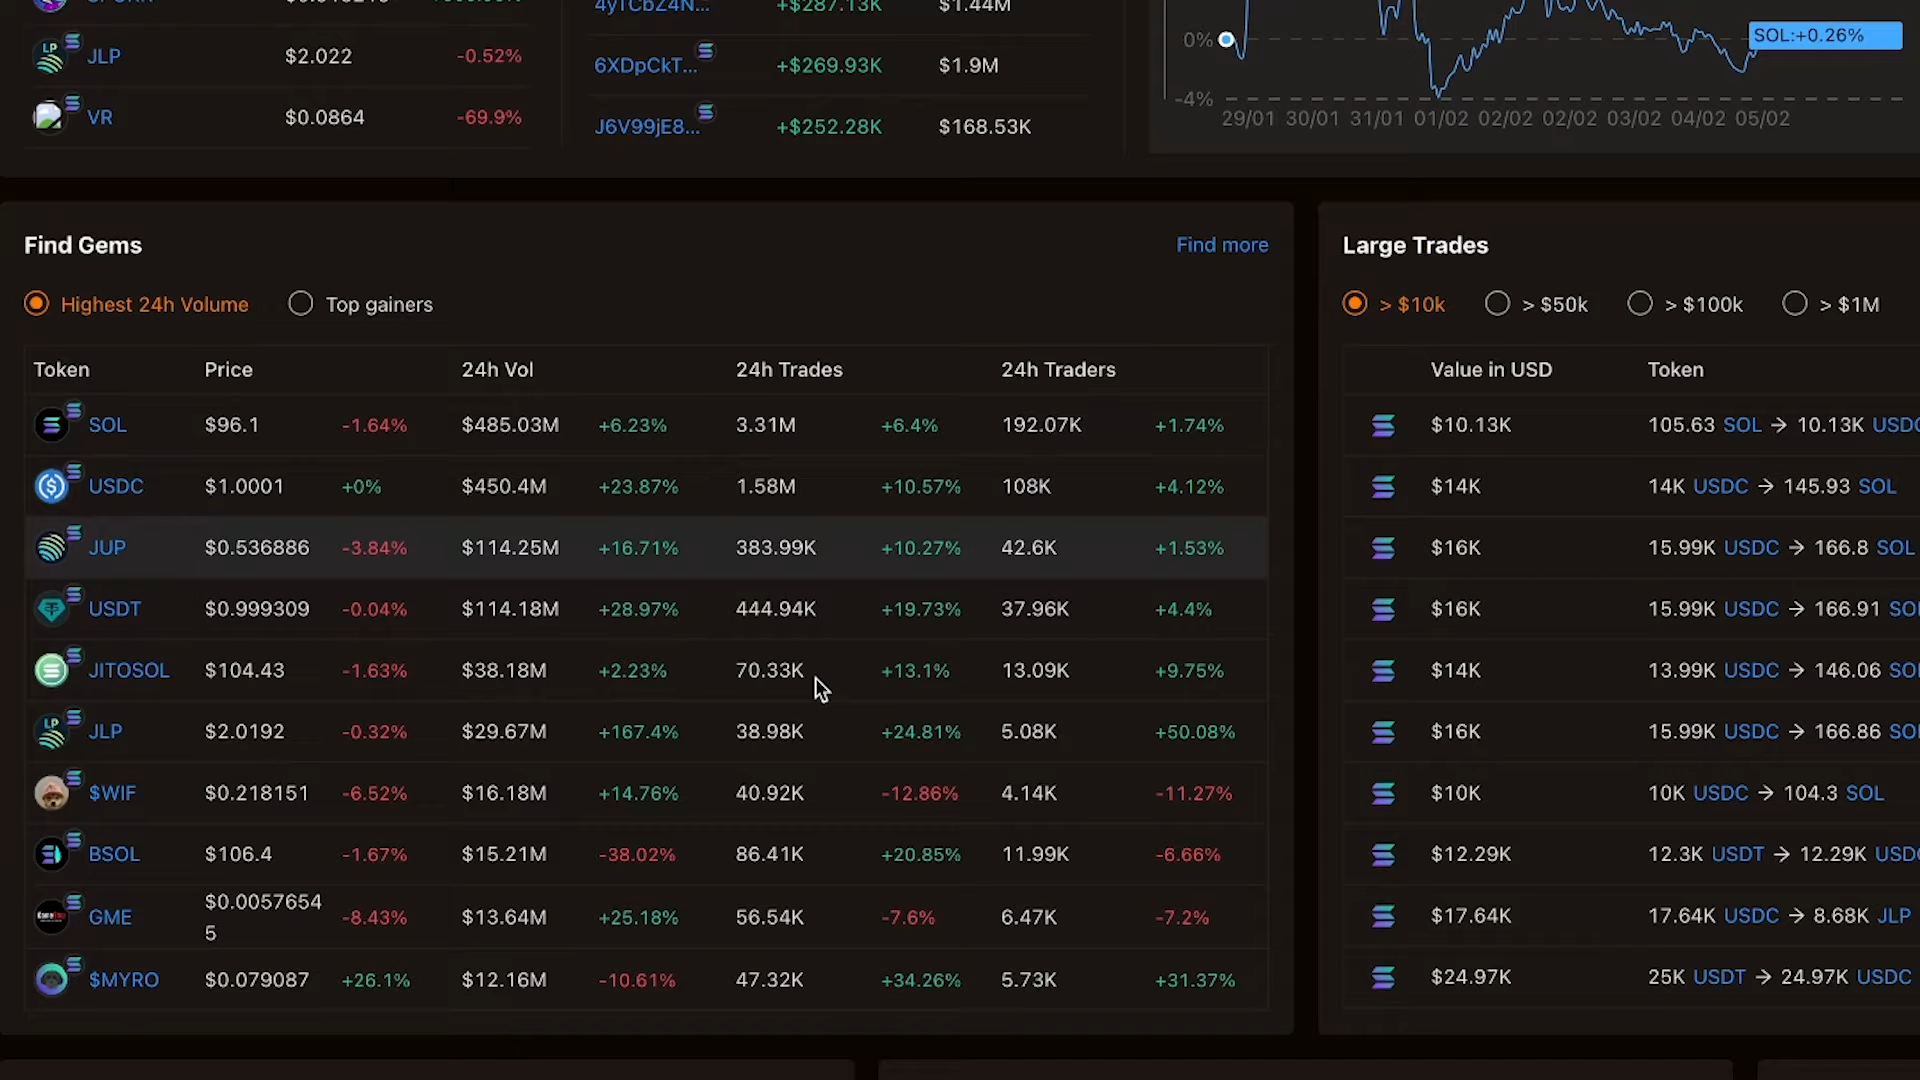 JLP $2.022 -0.52%
VR $0.0864 -69.9%
+$287.13K $1.44M
6XDpCkT... +$269.93K $1.9M
J6V99jE8... +$252.28K $168.53K
0% SOL:+0.26%
-4%
29/01 30/01 31/01 01/02 02/02 02/02 03/02 04/02 05/02
Find Gems Find more
Highest 24h Volume Top gainers
Token Price 24h Vol 24h Trades 24h Traders
SOL $96.1 -1.64% $485.03M +6.23% 3.31M +6.4% 192.07K +1.74%
USDC $1.0001 +0% $450.4M +23.87% 1.58M +10.57% 108K +4.12%
JUP $0.536886 -3.84% $114.25M +16.71% 383.99K +10.27% 42.6K +1.53%
USDT $0.999309 -0.04% $114.18M +28.97% 444.94K +19.73% 37.96K +4.4%
JITOSOL $104.43 -1.63% $38.18M +2.23% 70.33K +13.1% 13.09K +9.75%
JLP $2.0192 -0.32% $29.67M +167.4% 38.98K +24.81% 5.08K +50.08%
$WIF $0.218151 -6.52% $16.18M +14.76% 40.92K -12.86% 4.14K -11.27%
BSOL $106.4 -1.67% $15.21M -38.02% 86.41K +20.85% 11.99K -6.66%
GME $0.0057654
5 -8.43% $13.64M +25.18% 56.54K -7.6% 6.47K -7.2%
$MYRO $0.079087 +26.1% $12.16M -10.61% 47.32K +34.26% 5.73K +31.37%
Large Trades
> $10k > $50k > $100k > $1M
Value in USD Token
$10.13K 105.63 SOL → 10.13K USDC
$14K 14K USDC → 145.93 SOL
$16K 15.99K USDC → 166.8 SOL
$16K 15.99K USDC → 166.91 SOL
$14K 13.99K USDC → 146.06 SOL
$16K 15.99K USDC → 166.86 SOL
$10K 10K USDC → 104.3 SOL
$12.29K 12.3K USDT → 12.29K USDC
$17.64K 17.64K USDC → 8.68K JLP
$24.97K 25K USDT → 24.97K USDC